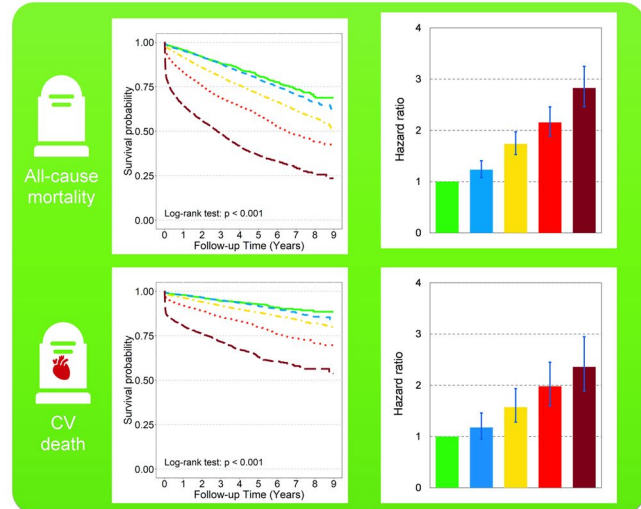 All-cause
mortality
Survival probability
1.00
0.75
0.50
0.25
0.00
Log-rank test: p < 0.001
0 1 2 3 4 5 6 7 8 9
Follow-up Time (Years)
Hazard ratio
4
3
2
1
0
CV
death
Survival probability
1.00
0.75
0.50
0.25
0.00
Log-rank test: p < 0.001
0 1 2 3 4 5 6 7 8 9
Follow-up Time (Years)
Hazard ratio
4
3
2
1
0